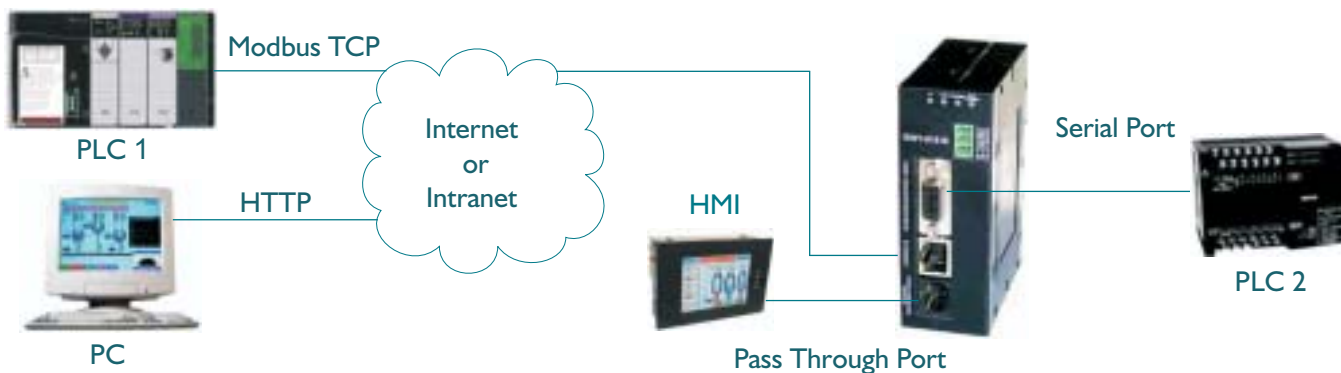 Modbus TCP
PLC 1
Internet
or
Intranet
HTTP
PC
HMI
Serial Port
PLC 2
Pass Through Port